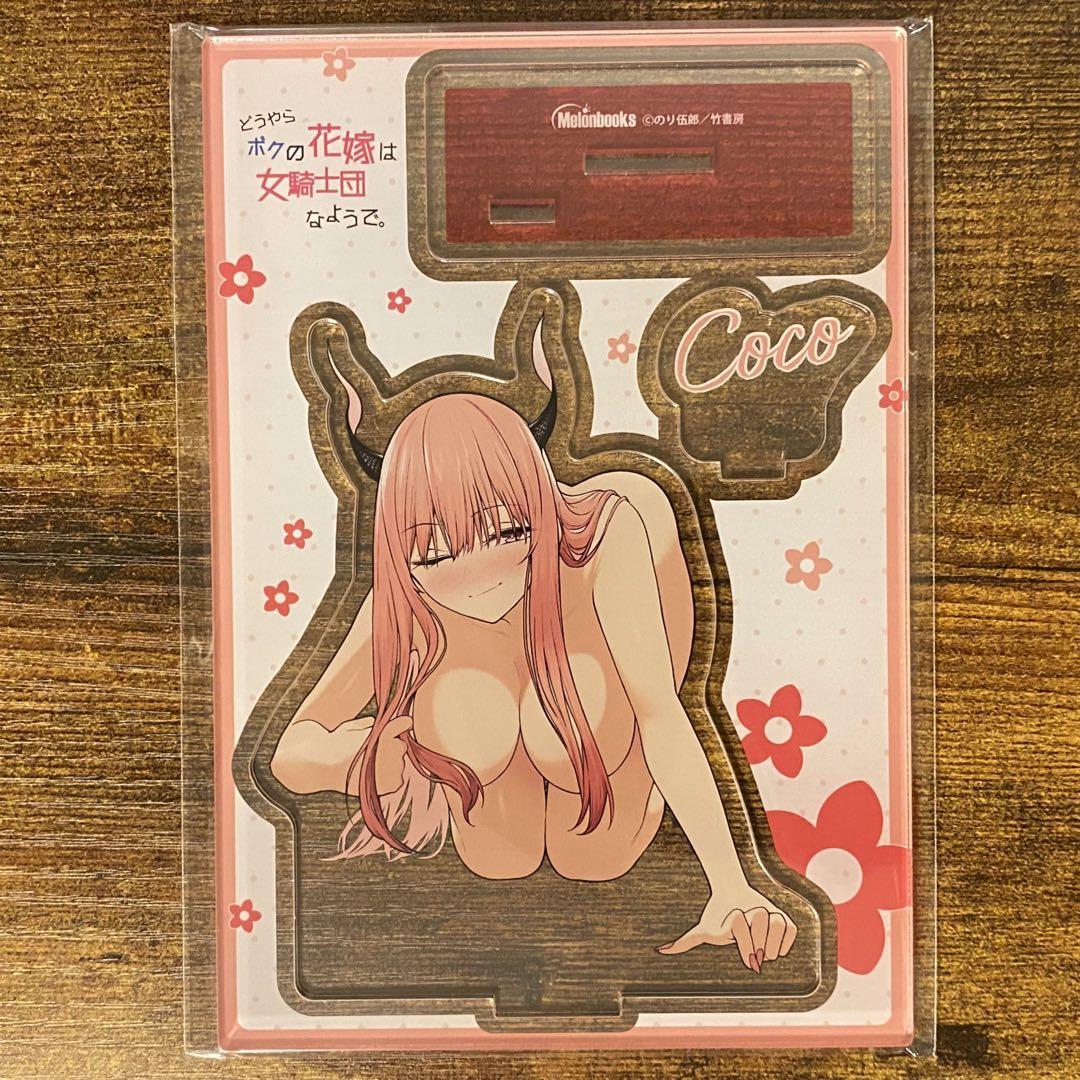 どうやら
ボクの花嫁は
女騎士団
なようで。
Melonbooks ©のり伍郎／竹書房
Coco